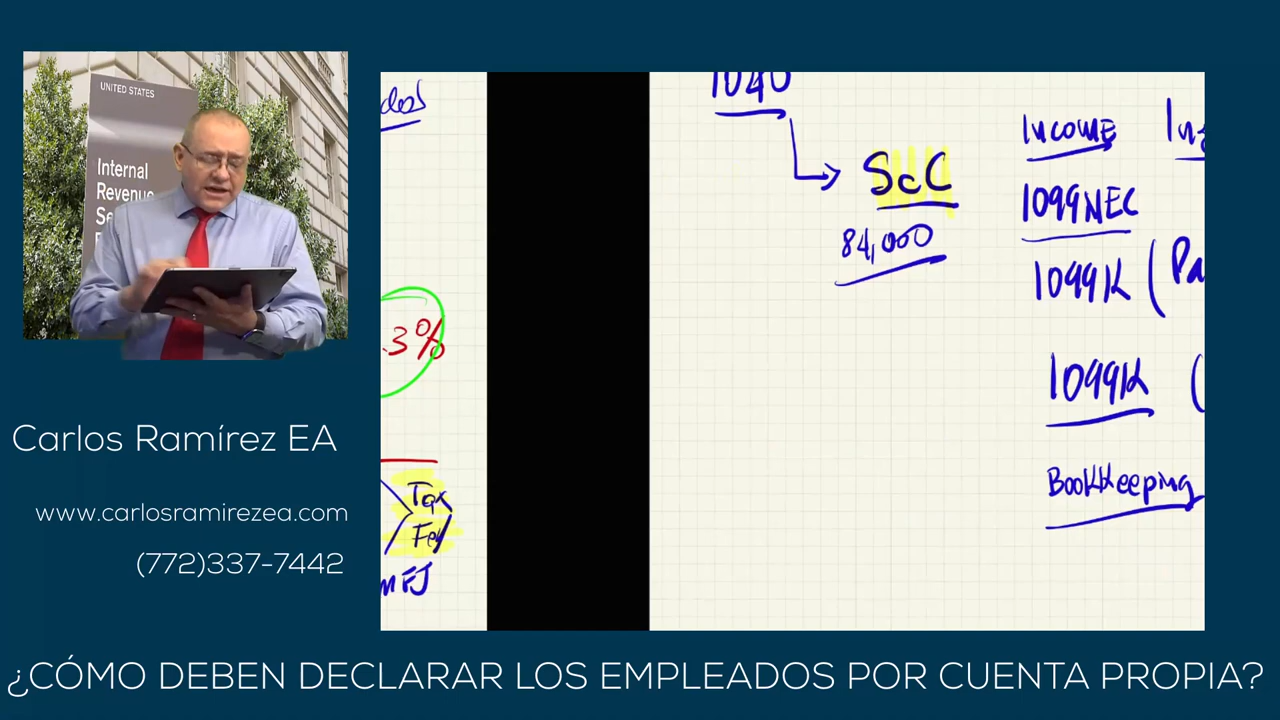 UNITED STATES
Internal
Revenue
Carlos Ramírez EA
www.carlosramirezea.com
(772)337-7442
.3%
Tax
MFJ
1040
ScC
84,000
Income
1099NEC
1099K (Pa
1099K (
BooKKeeping
¿CÓMO DEBEN DECLARAR LOS EMPLEADOS POR CUENTA PROPIA?